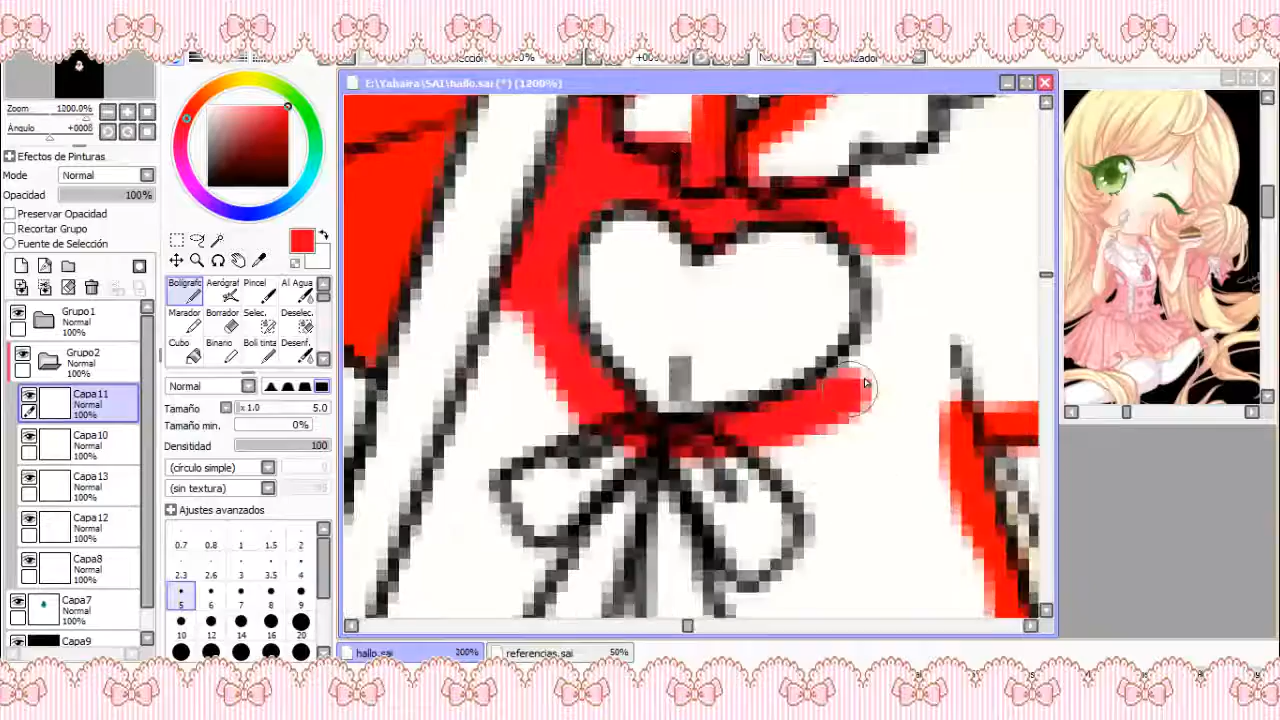 E:\Yahaira\SAI\hallo.sai (*) (1200%)
Zoom 1200.0%
Ángulo +000ß
Efectos de Pinturas
Modo Normal
Opacidad 100%
Preservar Opacidad
Recortar Grupo
Fuente de Selección
Grupo1
Normal
100%
Grupo2
Normal
100%
Capa11
Normal
100%
Capa10
Normal
100%
Capa13
Normal
100%
Capa12
Normal
100%
Capa8
Normal
100%
Capa7
Normal
100%
Capa9
Bolígrafo Aerógraf Pincel Al Agua
Marador Borrador Selec. Deselec.
Cubo Binario Boli tinta Desenf.
Normal
Tamaño x 1.0 5.0
Tamaño min. 0%
Densitidad 100
(círculo simple)
(sin textura)
Ajustes avanzados
0.7 0.8 1 1.5 2
2.3 2.6 3 3.5 4
5 6 7 8 9
10 12 14 16 20
hallo.sai 200% referencias.sai 50%